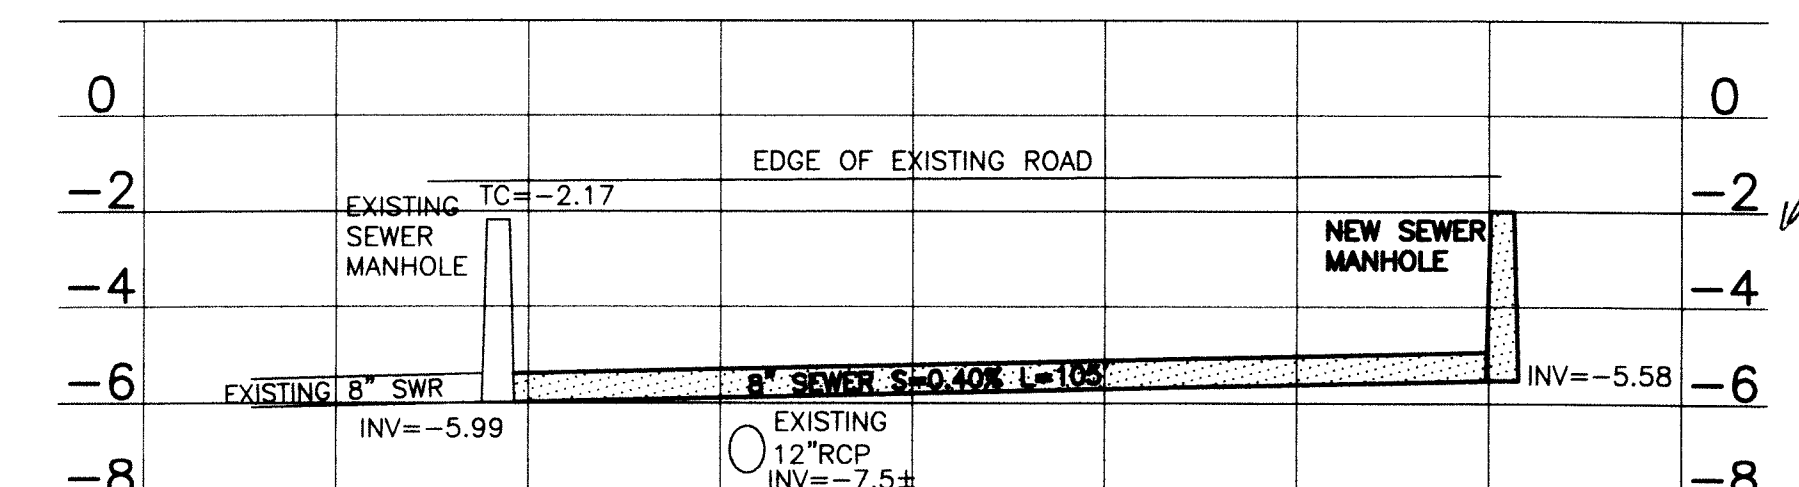 0
0
EDGE OF EXISTING ROAD
-2
TC=-2.17
-2
EXISTING
SEWER
MANHOLE
NEW SEWER
MANHOLE
-4
-4
-6
EXISTING 8" SWR
8" SEWER S=0.40% L=103'
INV=-5.58
-6
INV=-5.99
EXISTING
12"RCP
INV=-7.5±
-8
-8